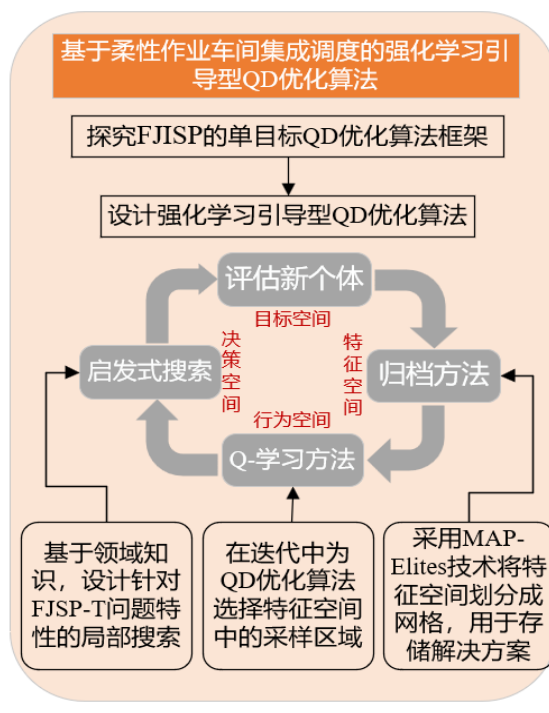 基于柔性作业车间集成调度的强化学习引
导型QD优化算法
探究FJISP的单目标QD优化算法框架
设计强化学习引导型QD优化算法
评估新个体
目标空间
决策空间
特征空间
启发式搜索
归档方法
行为空间
Q-学习方法
基于领域知
识，设计针对
FJSP-T问题特
性的局部搜索
在迭代中为
QD优化算法
选择特征空间
中的采样区域
采用MAP-
Elites技术将特
征空间划分成
网格，用于存
储解决方案